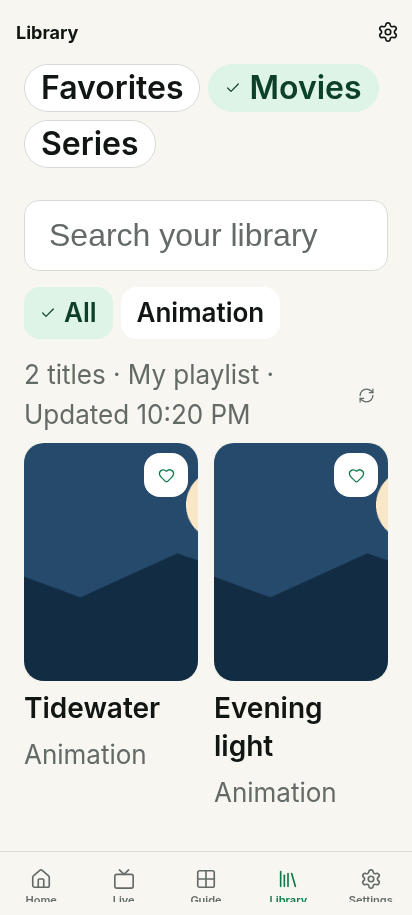 Library
Favorites
Movies
Series
Search your library
All
Animation
2 titles · My playlist ·
Updated 10:20 PM
Tidewater
Animation
Evening
light
Animation
Home
Live
Guide
Library
Settings